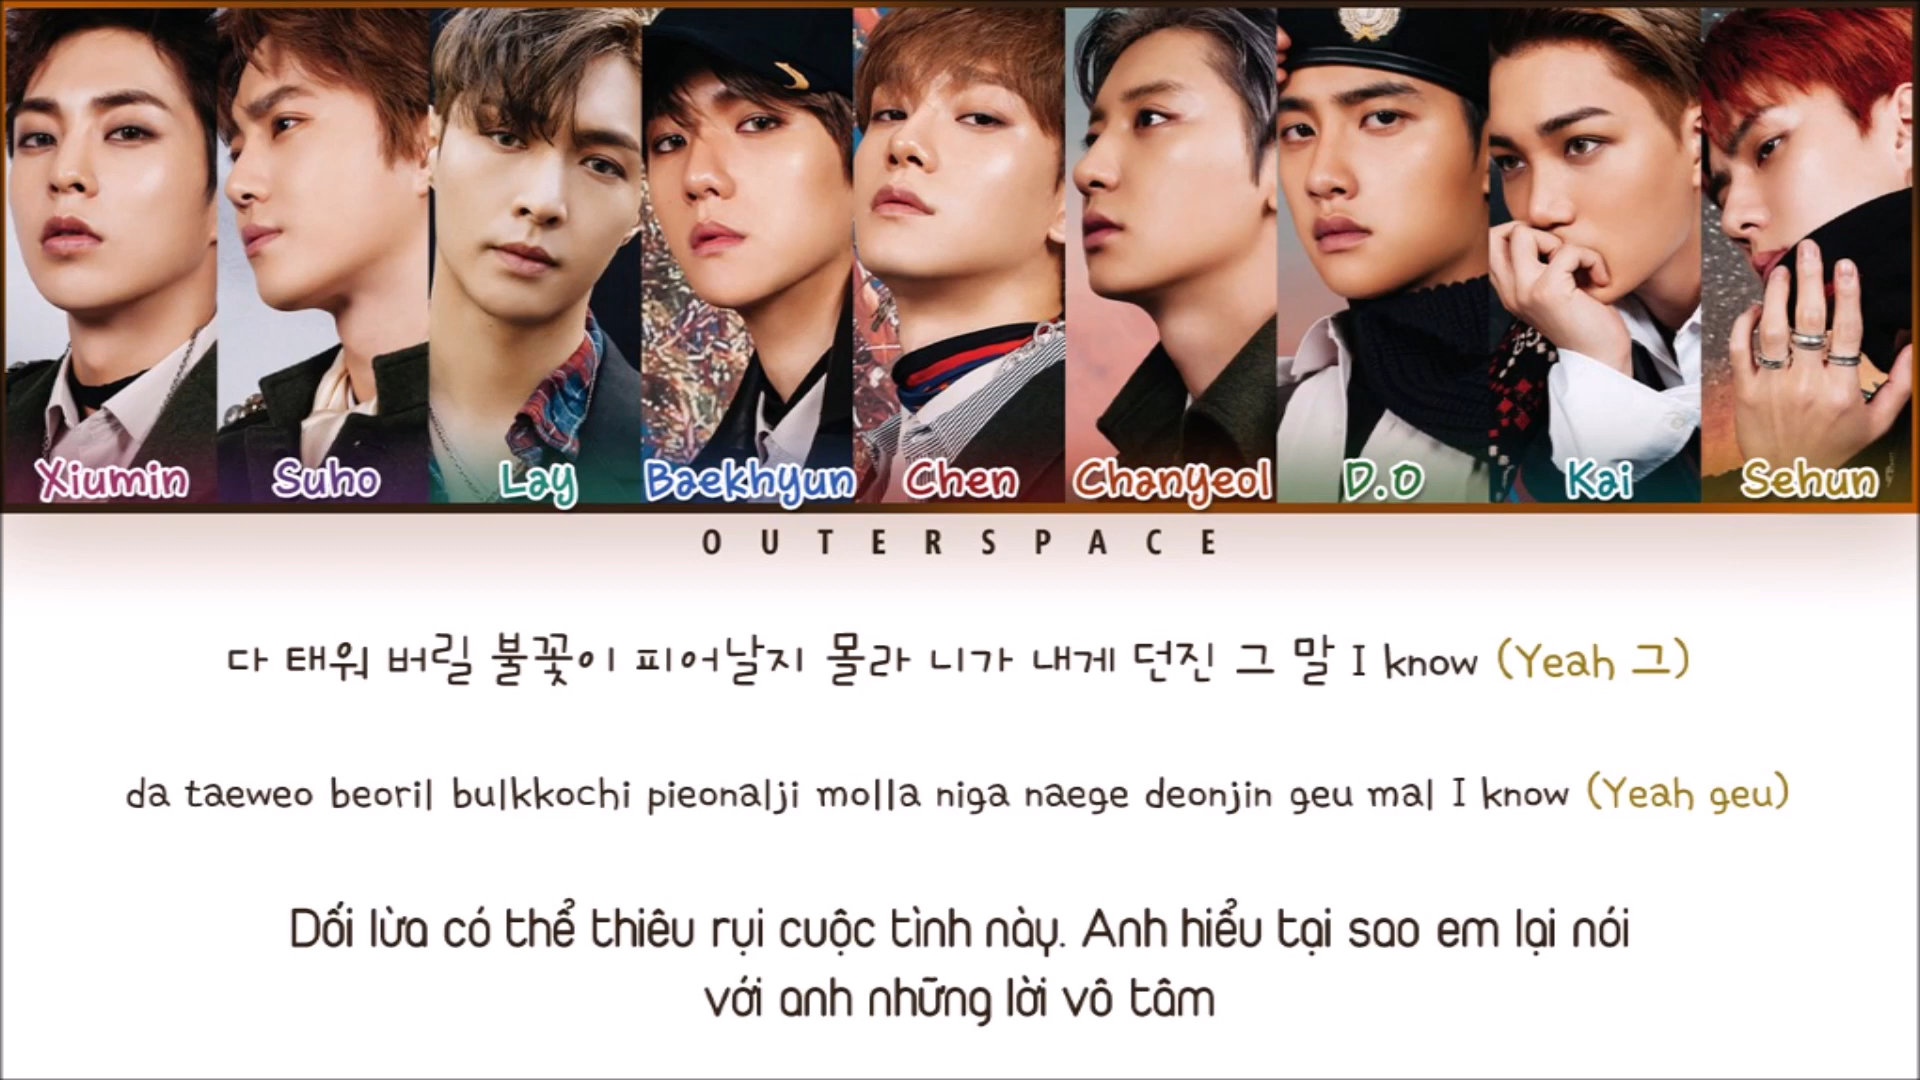 Xiumin Suho Lay Baekhyun Chen Chanyeol D.O Kai Sehun
OUTERSPACE
다 태워 버릴 불꽃이 피어날지 몰라 니가 내게 던진 그 말 I know (Yeah 그)
da taeweo beoril bulkkochi pieonalji molla niga naege deonjin geu mal I know (Yeah geu)
Dối lừa có thể thiêu rụi cuộc tình này. Anh hiểu tại sao em lại nói
với anh những lời vô tâm